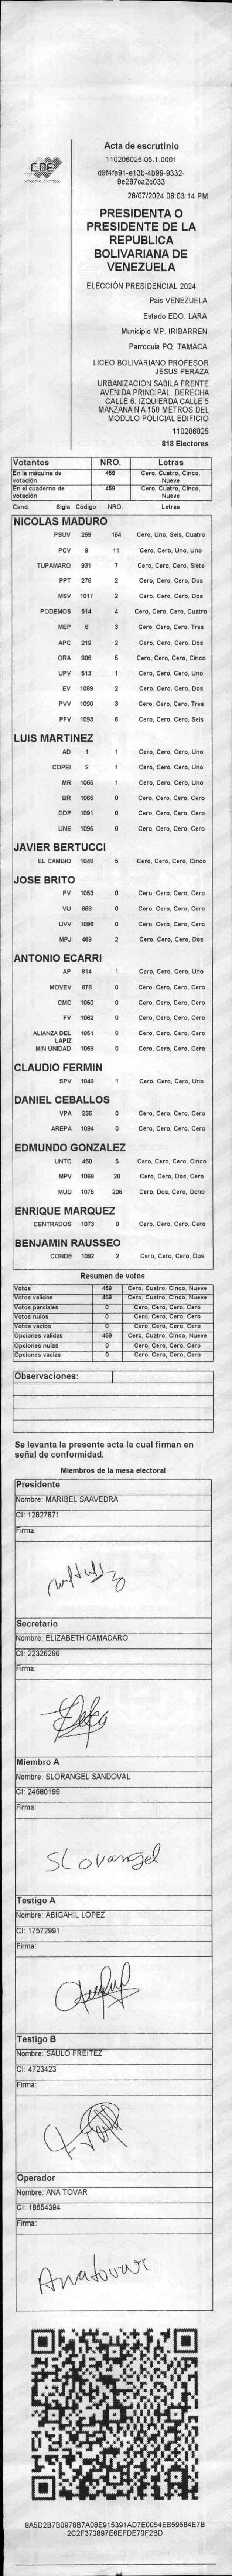 Acta de escrutinio
110206025.05.1.0001
d9f4fe91-e13b-4b99-9332-
9e297ca2c033
28/07/2024 08:03:14 PM
CNE
PRESIDENTA O
PRESIDENTE DE LA
REPUBLICA
BOLIVARIANA DE
VENEZUELA
ELECCIÓN PRESIDENCIAL 2024
Pais VENEZUELA
Estado EDO. LARA
Municipio MP. IRIBARREN
Parroquia PQ. TAMACA
LICEO BOLIVARIANO PROFESOR
JESUS PERAZA
URBANIZACION SABILA FRENTE
AVENIDA PRINCIPAL. DERECHA
CALLE 6. IZQUIERDA CALLE 5
MANZANA N A 150 METROS DEL
MODULO POLICIAL EDIFICIO
110206025
818 Electores
Votantes NRO. Letras
En la máquina de votación 459 Cero, Cuatro, Cinco, Nueve
En el cuaderno de votación 459 Cero, Cuatro, Cinco, Nueve
Cand. Sigla Código NRO. Letras
NICOLAS MADURO
PSUV 269 164 Cero, Uno, Seis, Cuatro
PCV 9 11 Cero, Cero, Uno, Uno
TUPAMARO 931 7 Cero, Cero, Cero, Siete
PPT 276 2 Cero, Cero, Cero, Dos
MSV 1017 2 Cero, Cero, Cero, Dos
PODEMOS 614 4 Cero, Cero, Cero, Cuatro
MEP 6 3 Cero, Cero, Cero, Tres
APC 219 2 Cero, Cero, Cero, Dos
ORA 906 5 Cero, Cero, Cero, Cinco
UPV 513 1 Cero, Cero, Cero, Uno
EV 1099 2 Cero, Cero, Cero, Dos
PVV 1090 3 Cero, Cero, Cero, Tres
PFV 1093 6 Cero, Cero, Cero, Seis
LUIS MARTINEZ
AD 1 1 Cero, Cero, Cero, Uno
COPEI 2 1 Cero, Cero, Cero, Uno
MR 1065 1 Cero, Cero, Cero, Uno
BR 1066 0 Cero, Cero, Cero, Cero
DDP 1091 0 Cero, Cero, Cero, Cero
UNE 1095 0 Cero, Cero, Cero, Cero
JAVIER BERTUCCI
EL CAMBIO 1048 5 Cero, Cero, Cero, Cinco
JOSE BRITO
PV 1053 0 Cero, Cero, Cero, Cero
VU 968 0 Cero, Cero, Cero, Cero
UVV 1096 0 Cero, Cero, Cero, Cero
MPJ 459 2 Cero, Cero, Cero, Dos
ANTONIO ECARRI
AP 814 1 Cero, Cero, Cero, Uno
MOVEV 678 0 Cero, Cero, Cero, Cero
CMC 1050 0 Cero, Cero, Cero, Cero
FV 1062 0 Cero, Cero, Cero, Cero
ALIANZA DEL LAPIZ 1051 0 Cero, Cero, Cero, Cero
MIN UNIDAD 1068 0 Cero, Cero, Cero, Cero
CLAUDIO FERMIN
SPV 1049 1 Cero, Cero, Cero, Uno
DANIEL CEBALLOS
VPA 236 0 Cero, Cero, Cero, Cero
AREPA 1094 0 Cero, Cero, Cero, Cero
EDMUNDO GONZALEZ
UNTC 460 5 Cero, Cero, Cero, Cinco
MPV 1069 20 Cero, Cero, Dos, Cero
MUD 1075 208 Cero, Dos, Cero, Ocho
ENRIQUE MARQUEZ
CENTRADOS 1073 0 Cero, Cero, Cero, Cero
BENJAMIN RAUSSEO
CONDE 1092 2 Cero, Cero, Cero, Dos
Resumen de votos
Votos 459 Cero, Cuatro, Cinco, Nueve
Votos validos 459 Cero, Cuatro, Cinco, Nueve
Votos parciales 0 Cero, Cero, Cero, Cero
Votos nulos 0 Cero, Cero, Cero, Cero
Votos vacios 0 Cero, Cero, Cero, Cero
Opciones validas 459 Cero, Cuatro, Cinco, Nueve
Opciones nulas 0 Cero, Cero, Cero, Cero
Opciones vacias 0 Cero, Cero, Cero, Cero
Observaciones:
Se levanta la presente acta la cual firman en
señal de conformidad.
Miembros de la mesa electoral
Presidente
Nombre: MARIBEL SAAVEDRA
CI: 12627871
Firma:
Secretario
Nombre: ELIZABETH CAMACARO
CI: 22326296
Firma:
Miembro A
Nombre: SLORANGEL SANDOVAL
CI: 24680199
Firma:
Slorangel
Testigo A
Nombre: ABIGAHIL LOPEZ
CI: 17572991
Firma:
Testigo B
Nombre: SAULO FREITEZ
CI: 4723423
Firma:
Operador
Nombre: ANA TOVAR
CI: 18654394
Firma:
Anatovar
8A5D2B7B0976B7A08E915391AD7E0054EB59584E7B
2C2F373897E6EFDE70F2BD